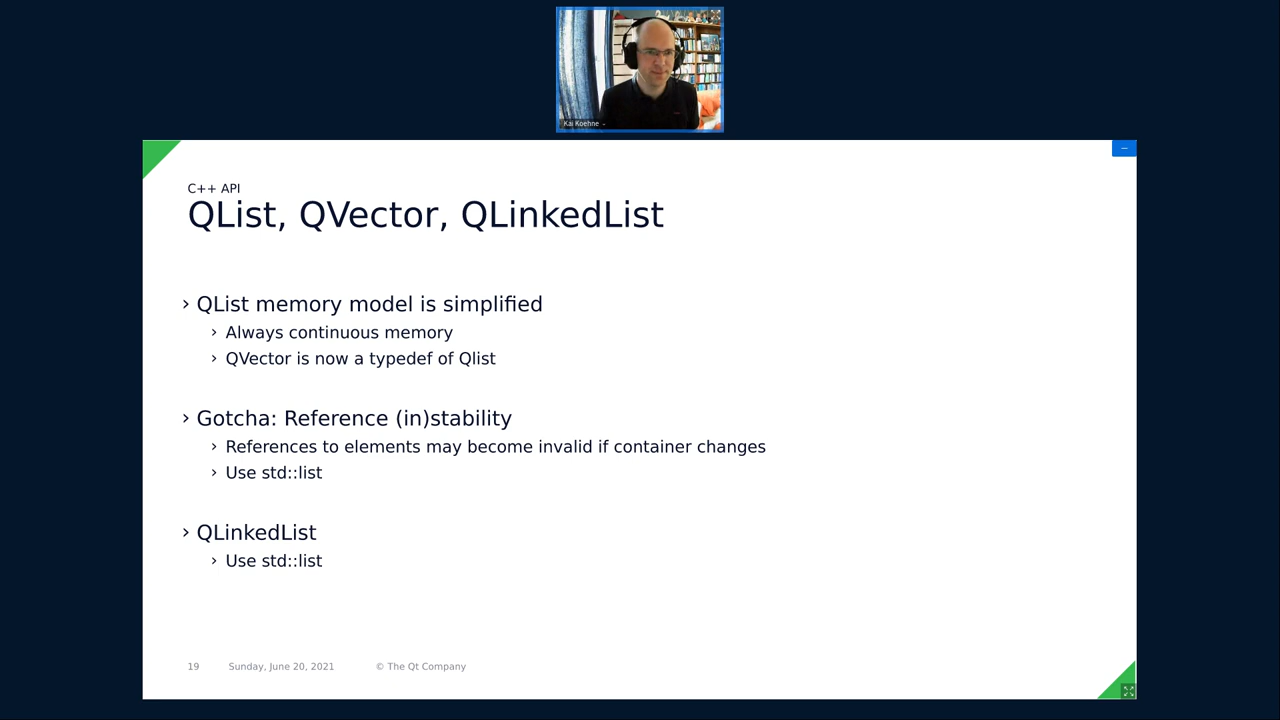 Kai Koehne
C++ API
QList, QVector, QLinkedList
› QList memory model is simplified
› Always continuous memory
› QVector is now a typedef of Qlist
› Gotcha: Reference (in)stability
› References to elements may become invalid if container changes
› Use std::list
› QLinkedList
› Use std::list
19 Sunday, June 20, 2021 © The Qt Company